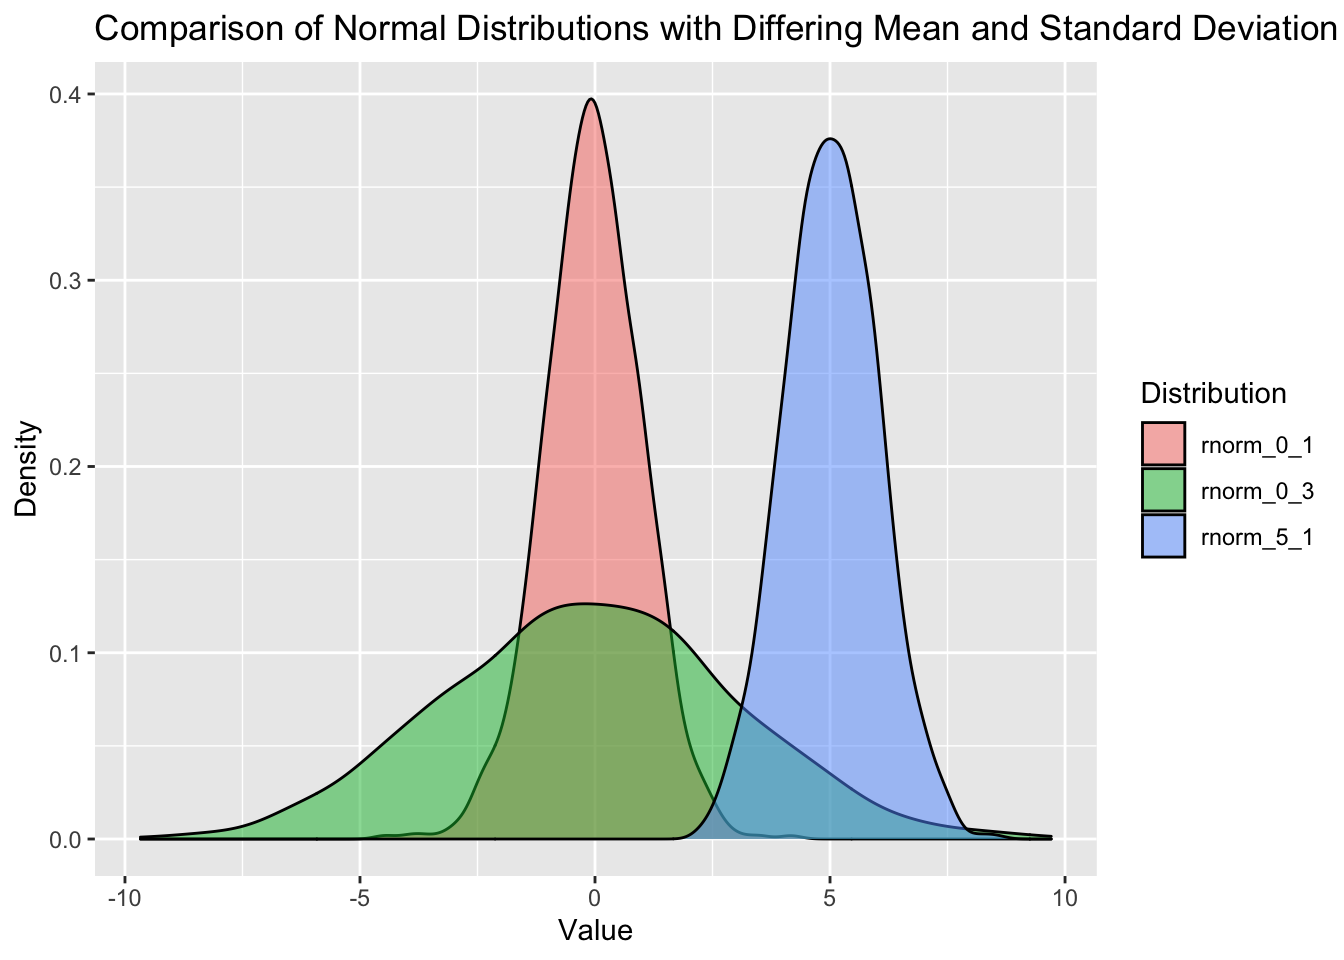 Comparison of Normal Distributions with Differing Mean and Standard Deviation
0.4
0.3
0.2
0.1
0.0
Density
-10
-5
0
5
10
Value
Distribution
rnorm_0_1
rnorm_0_3
rnorm_5_1